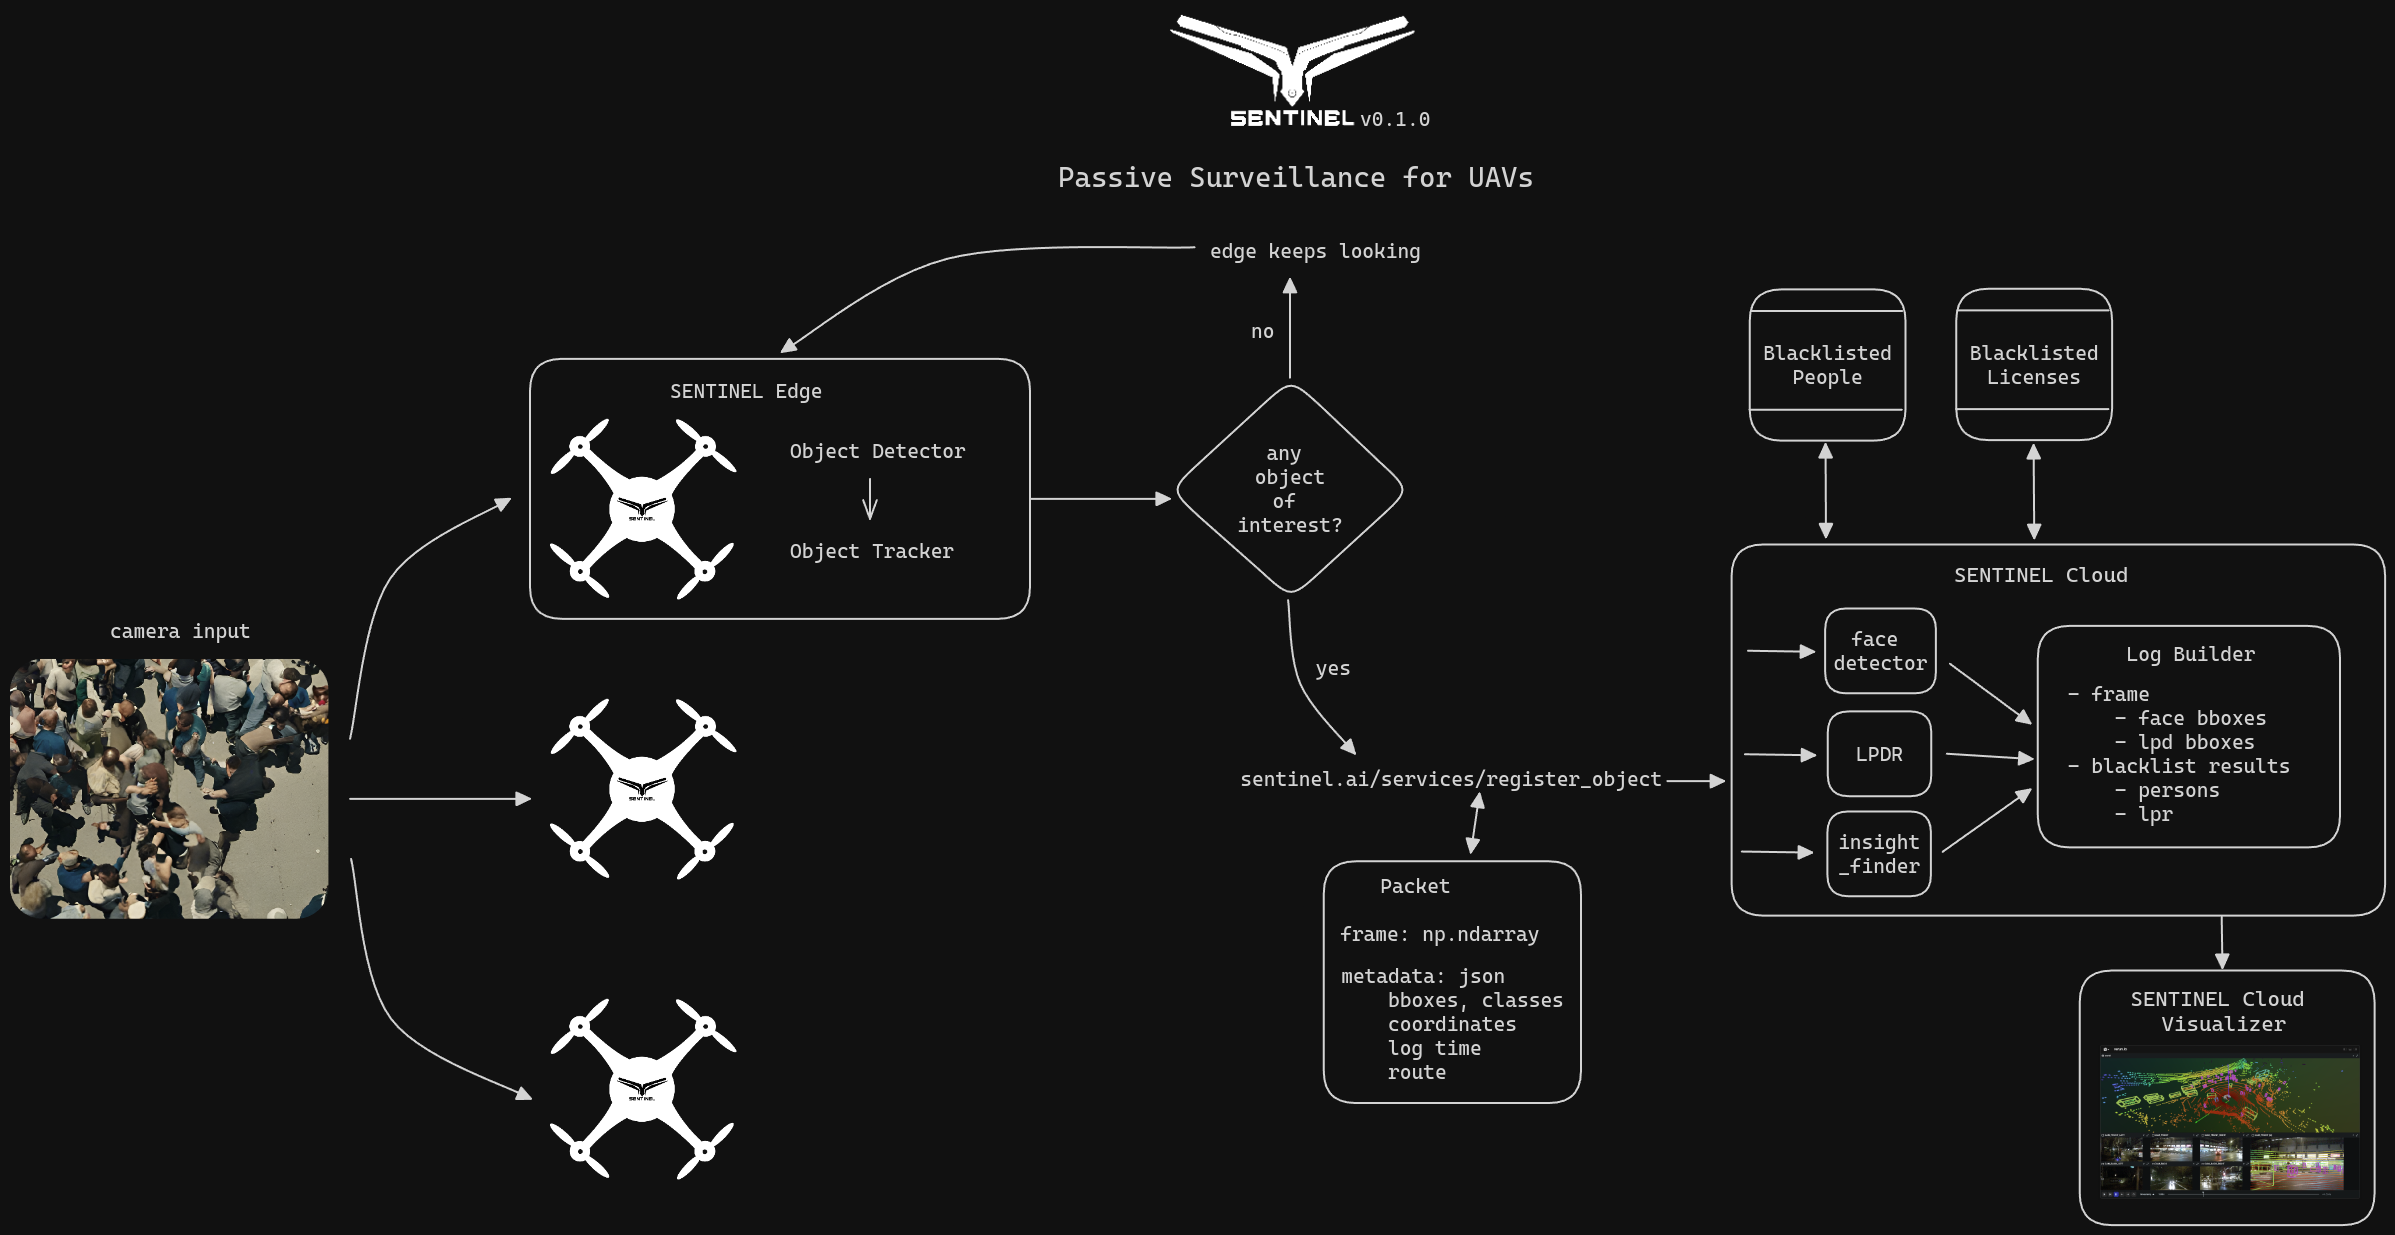 SENTINEL v0.1.0
Passive Surveillance for UAVs
edge keeps looking
no
SENTINEL Edge
Object Detector
Object Tracker
SENTINEL
any
object
of
interest?
yes
camera input
SENTINEL
SENTINEL
sentinel.ai/services/register_object
Packet
frame: np.ndarray
metadata: json
bboxes, classes
coordinates
log time
route
Blacklisted
People
Blacklisted
Licenses
SENTINEL Cloud
face
detector
LPDR
insight
_finder
Log Builder
- frame
- face bboxes
- lpd bboxes
- blacklist results
- persons
- lpr
SENTINEL Cloud
Visualizer